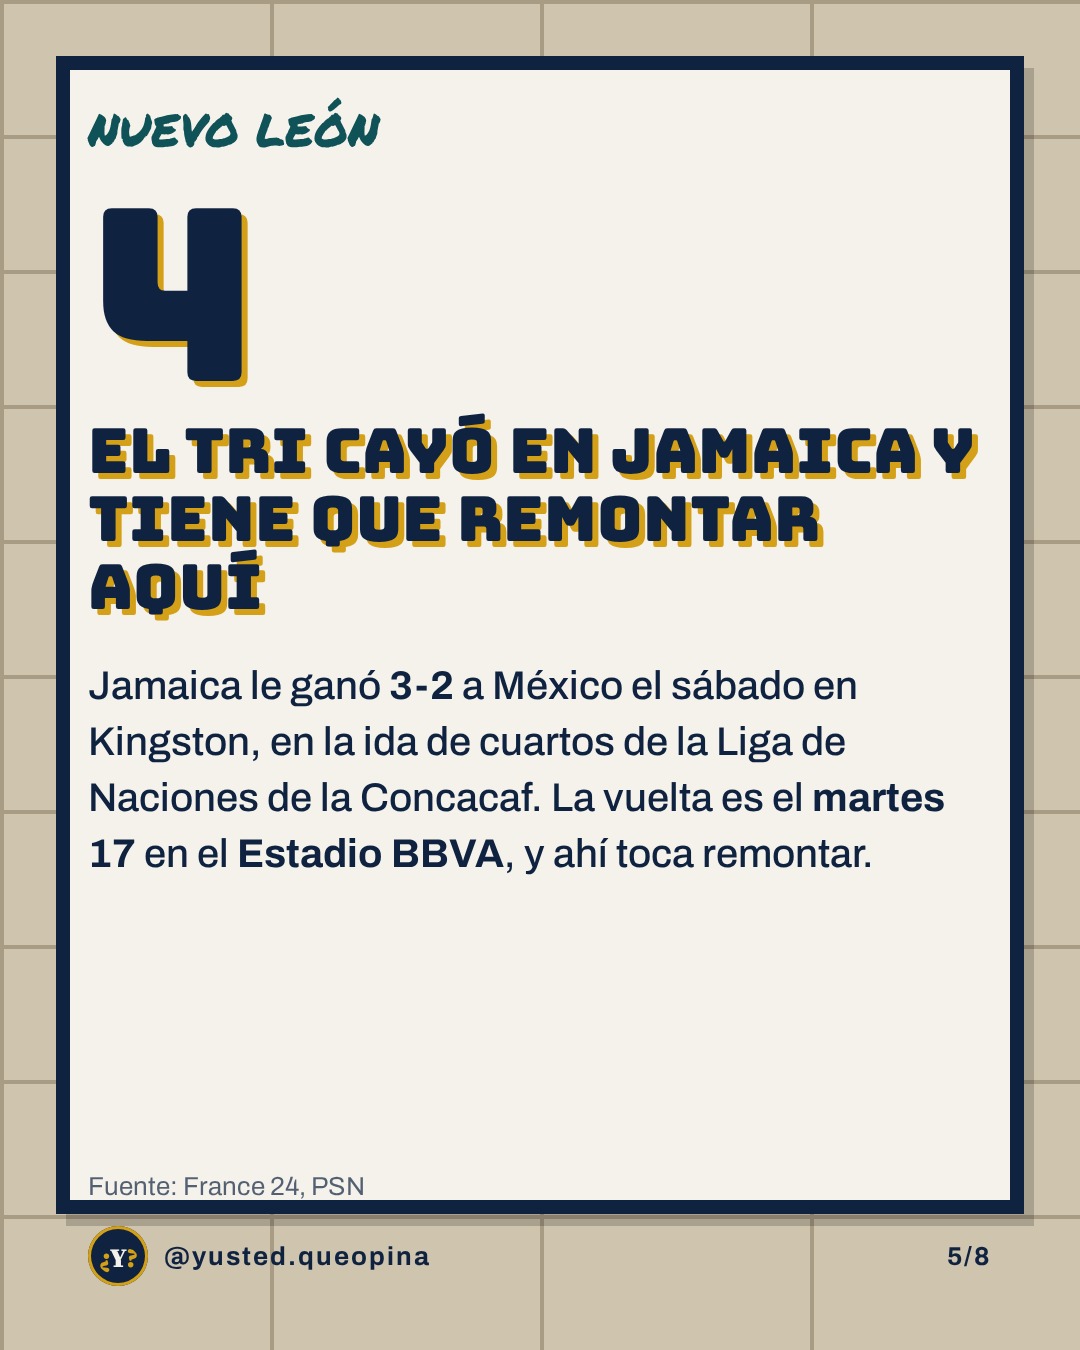 NUEVO LEÓN
4
EL TRI CAYÓ EN JAMAICA Y
TIENE QUE REMONTAR
AQUÍ
Jamaica le ganó 3-2 a México el sábado en
Kingston, en la ida de cuartos de la Liga de
Naciones de la Concacaf. La vuelta es el martes
17 en el Estadio BBVA, y ahí toca remontar.
Fuente: France 24, PSN
¿Y?
@yusted.queopina
5/8